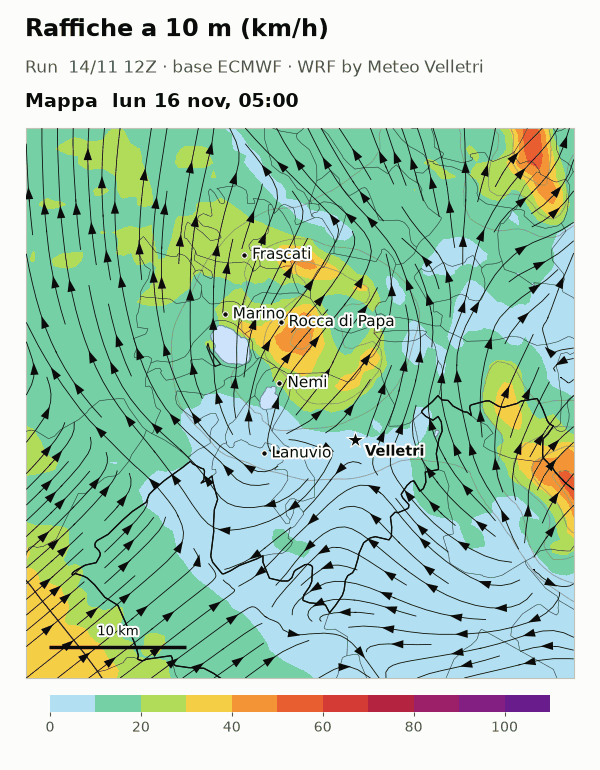 Raffiche a 10 m (km/h)
Run 14/11 12Z · base ECMWF · WRF by Meteo Velletri
Mappa lun 16 nov, 05:00
Frascati
Marino
Rocca di Papa
Nemi
Lanuvio
Velletri
10 km
0 20 40 60 80 100